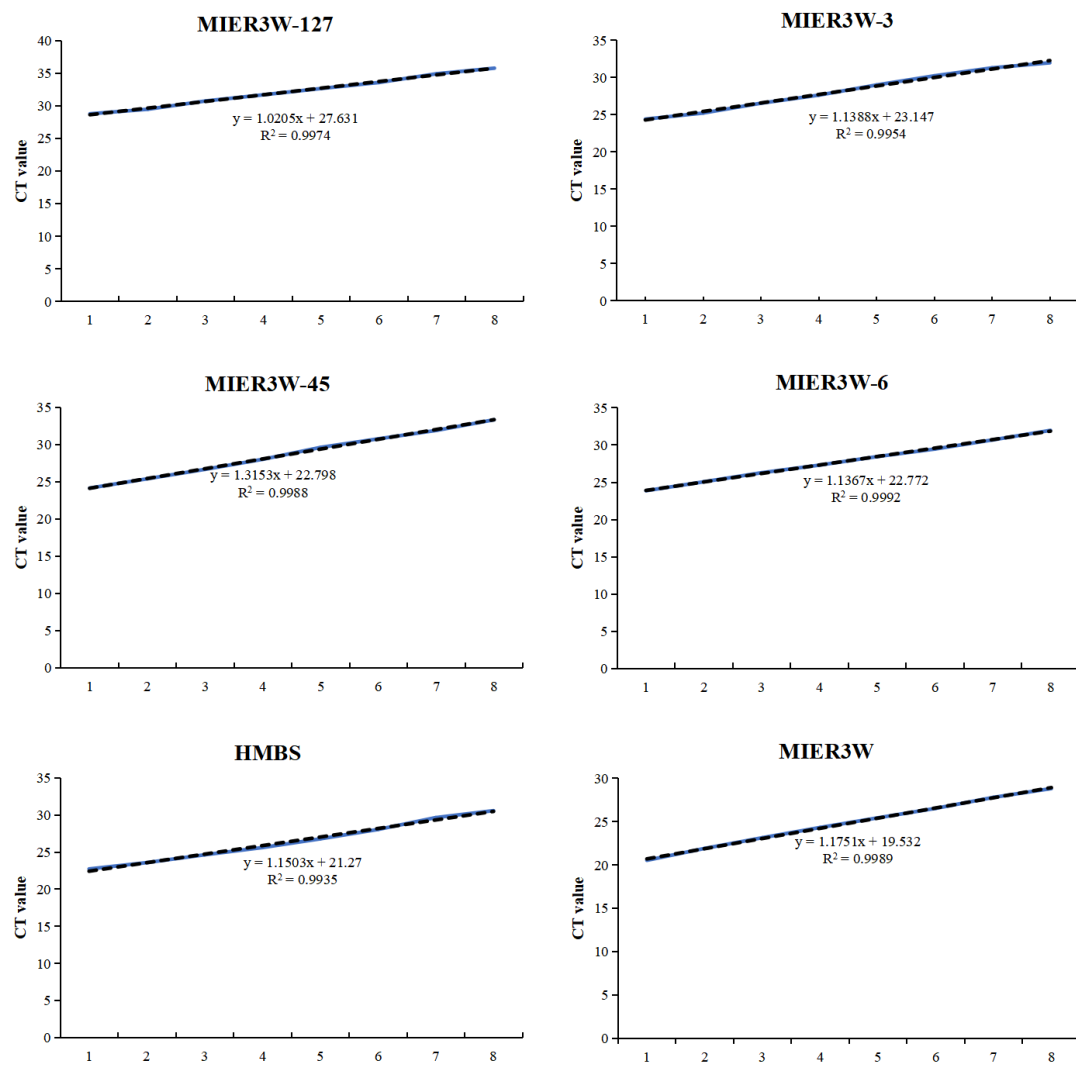 MIER3W-127
CT value
40
35
30
25
20
15
10
5
0
y = 1.0205x + 27.631
R² = 0.9974
1 2 3 4 5 6 7 8
MIER3W-3
CT value
35
30
25
20
15
10
5
0
y = 1.1388x + 23.147
R² = 0.9954
1 2 3 4 5 6 7 8
MIER3W-45
CT value
35
30
25
20
15
10
5
0
y = 1.3153x + 22.798
R² = 0.9988
1 2 3 4 5 6 7 8
MIER3W-6
CT value
35
30
25
20
15
10
5
0
y = 1.1367x + 22.772
R² = 0.9992
1 2 3 4 5 6 7 8
HMBS
CT value
35
30
25
20
15
10
5
0
y = 1.1503x + 21.27
R² = 0.9935
1 2 3 4 5 6 7 8
MIER3W
CT value
30
25
20
15
10
5
0
y = 1.1751x + 19.532
R² = 0.9989
1 2 3 4 5 6 7 8